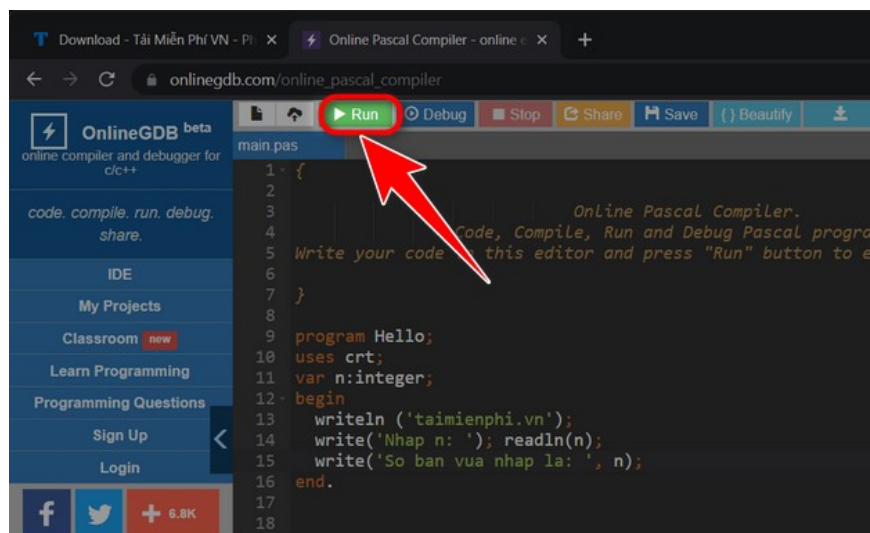 Download - Tải Miễn Phí VN - Ph
Online Pascal Compiler - online e
onlinegdb.com/online_pascal_compiler
OnlineGDB beta
online compiler and debugger for
c/c++
code. compile. run. debug.
share.
IDE
My Projects
Classroom new
Learn Programming
Programming Questions
Sign Up
Login
6.8K
Run Debug Stop Share Save { } Beautify
main.pas
1 {
2
3 Online Pascal Compiler.
4 Code, Compile, Run and Debug Pascal progra
5 Write your code in this editor and press "Run" button to e
6
7 }
8
9 program Hello;
10 uses crt;
11 var n:integer;
12 begin
13 writeln ('taimienphi.vn');
14 write('Nhap n: '); readln(n);
15 write('So ban vua nhap la: ', n);
16 end.
17
18